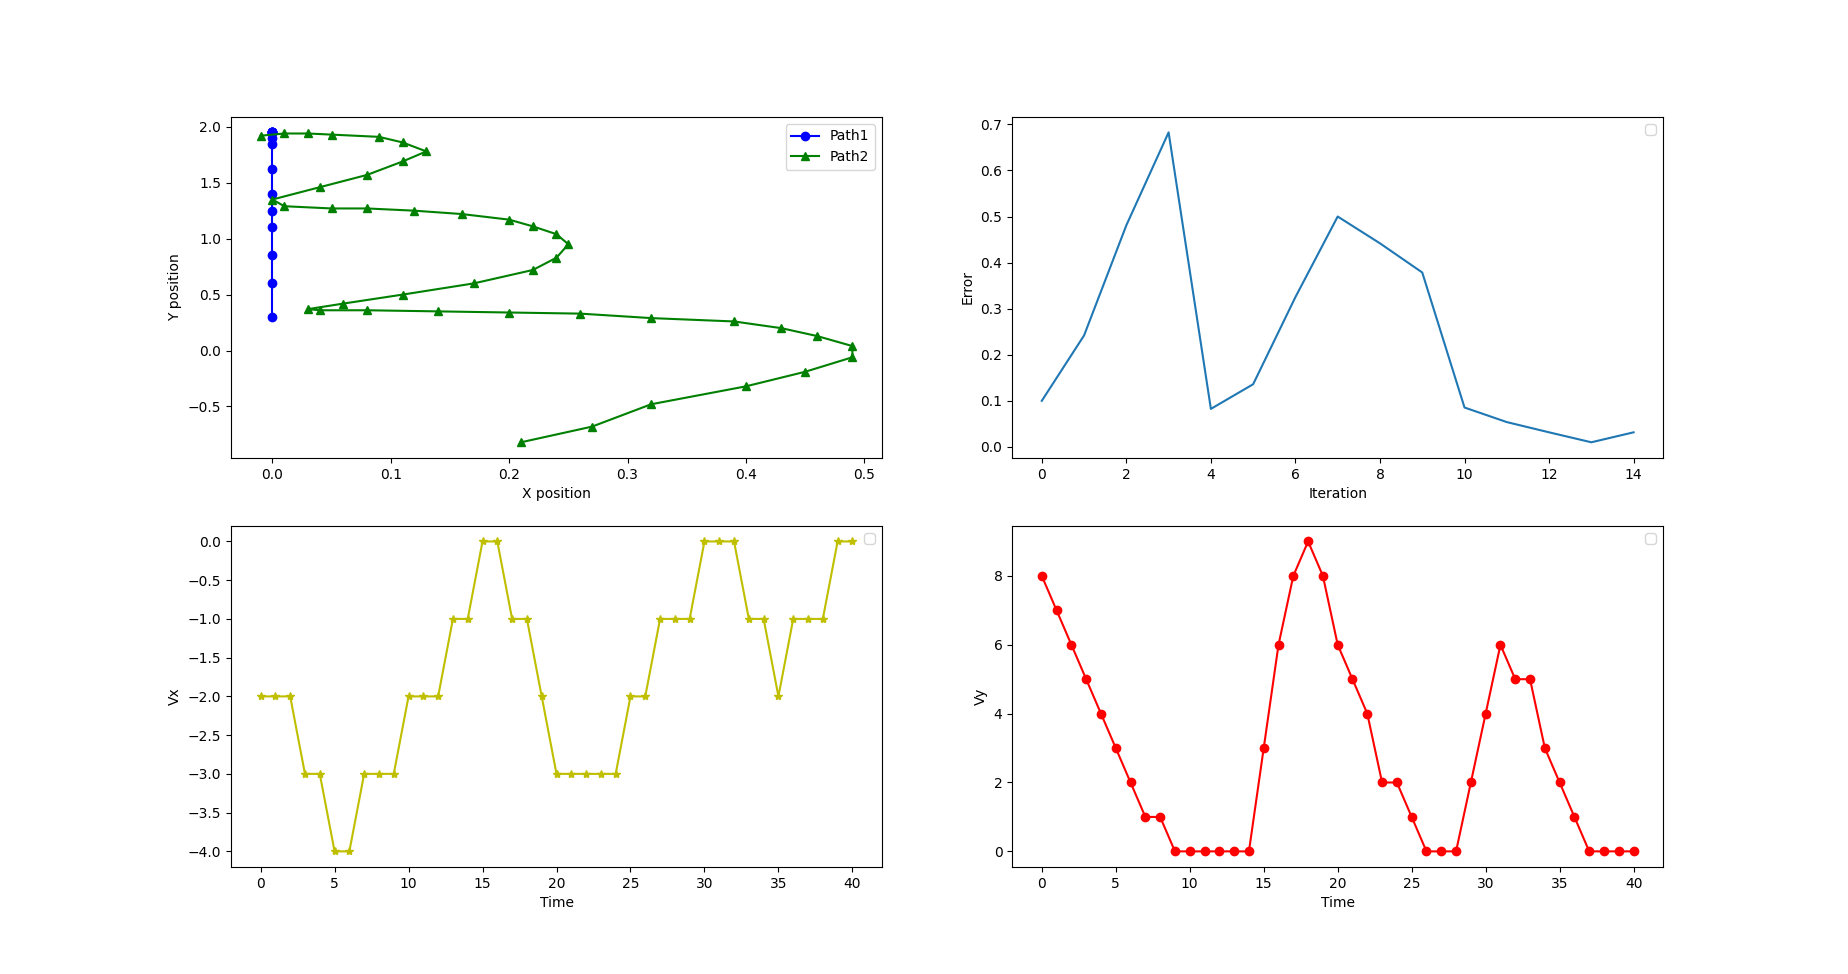 2.0
1.5
1.0
0.5
0.0
−0.5
Y position
0.0 0.1 0.2 0.3 0.4 0.5
X position
Path1
Path2
0.7
0.6
0.5
0.4
0.3
0.2
0.1
0.0
Error
0 2 4 6 8 10 12 14
Iteration
0.0
−0.5
−1.0
−1.5
−2.0
−2.5
−3.0
−3.5
−4.0
Vx
0 5 10 15 20 25 30 35 40
Time
8
6
4
2
0
Vy
0 5 10 15 20 25 30 35 40
Time